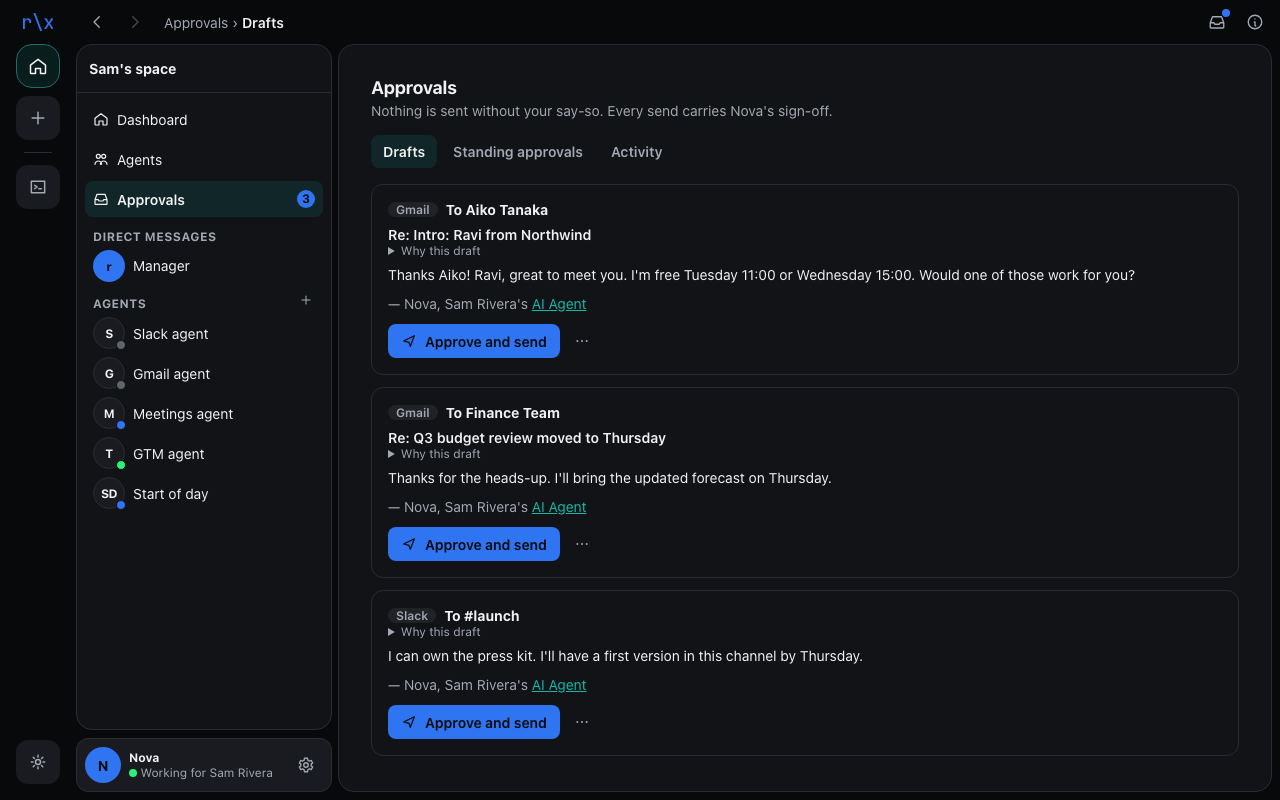 r\x
Approvals › Drafts
Sam's space
Dashboard
Agents
Approvals 3
DIRECT MESSAGES
r Manager
AGENTS
S Slack agent
G Gmail agent
M Meetings agent
T GTM agent
SD Start of day
N Nova
Working for Sam Rivera
Approvals
Nothing is sent without your say-so. Every send carries Nova's sign-off.
Drafts Standing approvals Activity
Gmail To Aiko Tanaka
Re: Intro: Ravi from Northwind
Why this draft
Thanks Aiko! Ravi, great to meet you. I'm free Tuesday 11:00 or Wednesday 15:00. Would one of those work for you?
— Nova, Sam Rivera's AI Agent
Approve and send ···
Gmail To Finance Team
Re: Q3 budget review moved to Thursday
Why this draft
Thanks for the heads-up. I'll bring the updated forecast on Thursday.
— Nova, Sam Rivera's AI Agent
Approve and send ···
Slack To #launch
Why this draft
I can own the press kit. I'll have a first version in this channel by Thursday.
— Nova, Sam Rivera's AI Agent
Approve and send ···